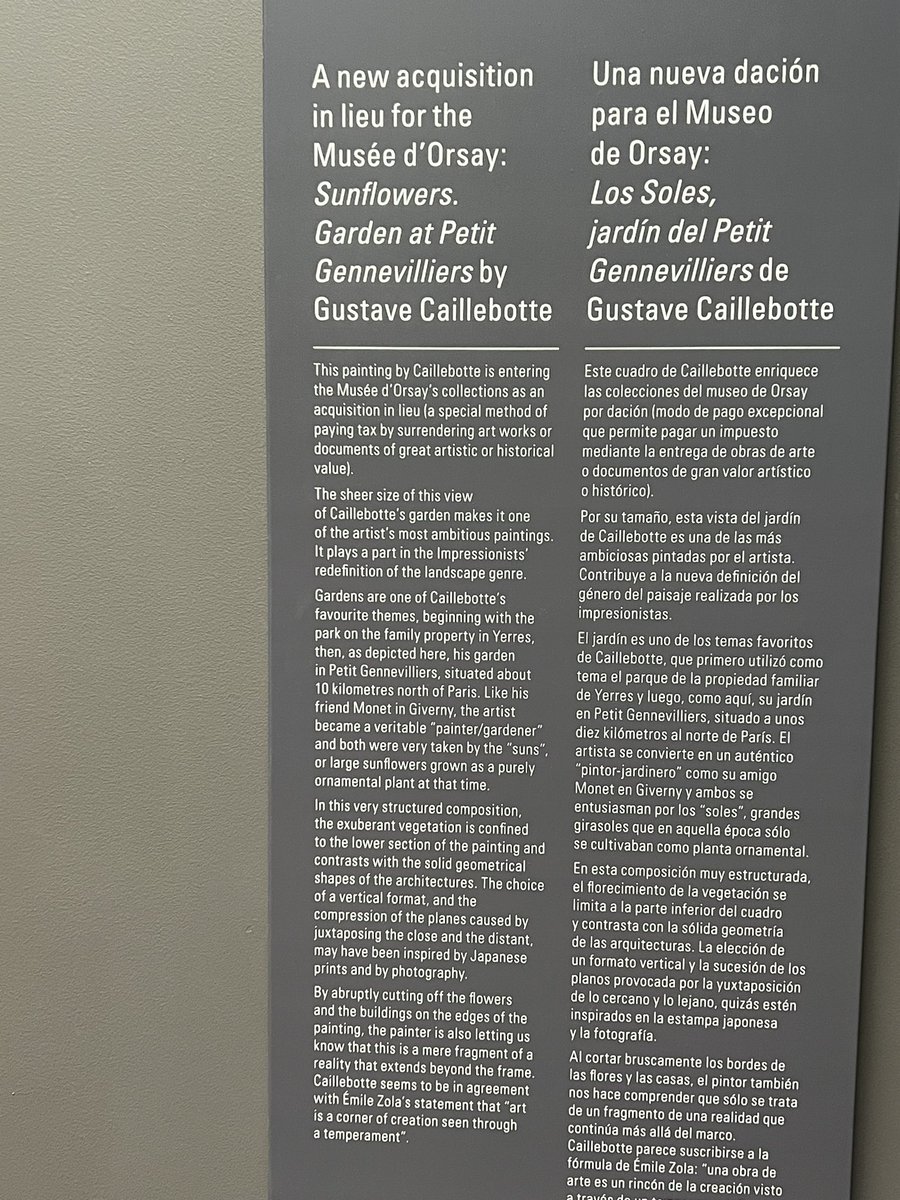 A new acquisition
in lieu for the
Musée d'Orsay:
Sunflowers.
Garden at Petit
Gennevilliers by
Gustave Caillebotte
This painting by Caillebotte is entering
the Musée d'Orsay's collections as an
acquisition in lieu (a special method of
paying tax by surrendering art works or
documents of great artistic or historical
value).
The sheer size of this view
of Caillebotte's garden makes it one
of the artist's most ambitious paintings.
It plays a part in the Impressionists'
redefinition of the landscape genre.
Gardens are one of Caillebotte's
favourite themes, beginning with the
park on the family property in Yerres,
then, as depicted here, his garden
in Petit Gennevilliers, situated about
10 kilometres north of Paris. Like his
friend Monet in Giverny, the artist
became a veritable "painter/gardener"
and both were very taken by the "suns",
or large sunflowers grown as a purely
ornamental plant at that time.
In this very structured composition,
the exuberant vegetation is confined
to the lower section of the painting and
contrasts with the solid geometrical
shapes of the architectures. The choice
of a vertical format, and the
compression of the planes caused by
juxtaposing the close and the distant,
may have been inspired by Japanese
prints and by photography.
By abruptly cutting off the flowers
and the buildings on the edges of the
painting, the painter is also letting us
know that this is a mere fragment of a
reality that extends beyond the frame.
Caillebotte seems to be in agreement
with Émile Zola's statement that "art
is a corner of creation seen through
a temperament".
Una nueva dación
para el Museo
de Orsay:
Los Soles,
jardín del Petit
Gennevilliers de
Gustave Caillebotte
Este cuadro de Caillebotte enriquece
las colecciones del museo de Orsay
por dación (modo de pago excepcional
que permite pagar un impuesto
mediante la entrega de obras de arte
o documentos de gran valor artístico
o histórico).
Por su tamaño, esta vista del jardín
de Caillebotte es una de las más
ambiciosas pintadas por el artista.
Contribuye a la nueva definición del
género del paisaje realizada por los
impresionistas.
El jardín es uno de los temas favoritos
de Caillebotte, que primero utilizó como
tema el parque de la propiedad familiar
de Yerres y luego, como aquí, su jardín
en Petit Gennevilliers, situado a unos
diez kilómetros al norte de París. El
artista se convierte en un auténtico
"pintor-jardinero" como su amigo
Monet en Giverny y ambos se
entusiasman por los "soles", grandes
girasoles que en aquella época sólo
se cultivaban como planta ornamental.
En esta composición muy estructurada,
el florecimiento de la vegetación se
limita a la parte inferior del cuadro
y contrasta con la sólida geometría
de las arquitecturas. La elección de
un formato vertical y la sucesión de los
planos provocada por la yuxtaposición
de lo cercano y lo lejano, quizás estén
inspirados en la estampa japonesa
y la fotografía.
Al cortar bruscamente los bordes de
las flores y las casas, el pintor también
nos hace comprender que sólo se trata
de un fragmento de una realidad que
continúa más allá del marco.
Caillebotte parece suscribirse a la
fórmula de Émile Zola: "una obra de
arte es un rincón de la creación visto
a través de